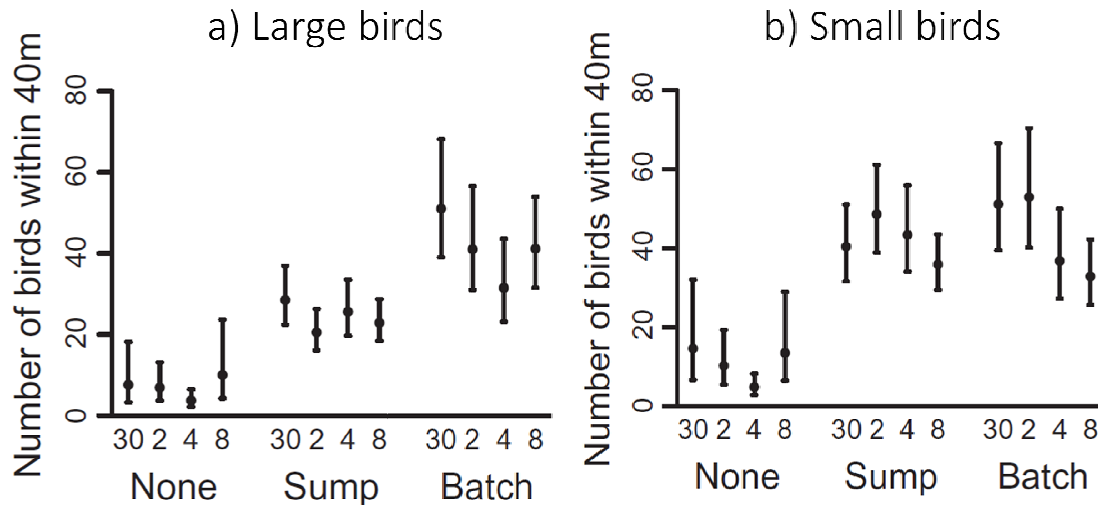 a) Large birds
Number of birds within 40m
80
60
40
20
0
30 2 4 8 30 2 4 8 30 2 4 8
None Sump Batch
b) Small birds
Number of birds within 40m
80
60
40
20
0
30 2 4 8 30 2 4 8 30 2 4 8
None Sump Batch